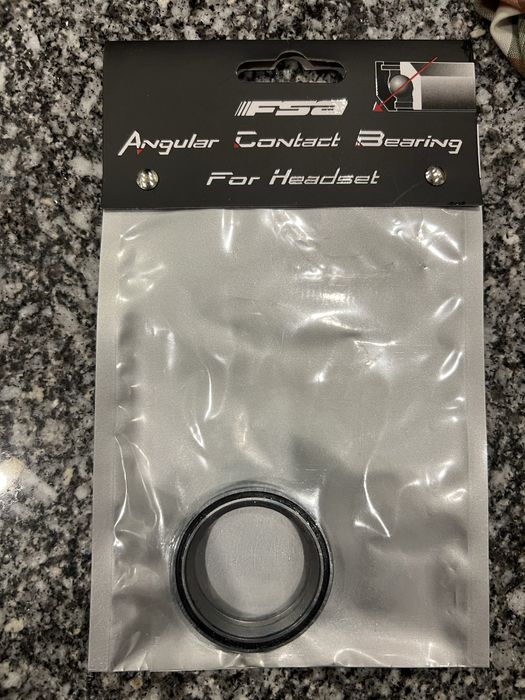 FSA
Angular Contact Bearing
For Headset